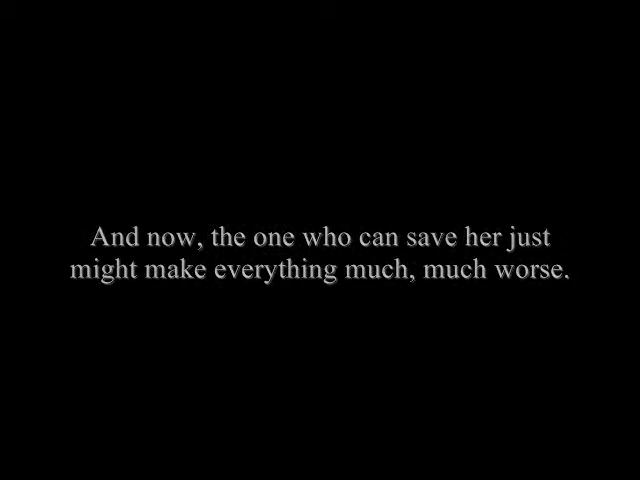 And now, the one who can save her just
might make everything much, much worse.